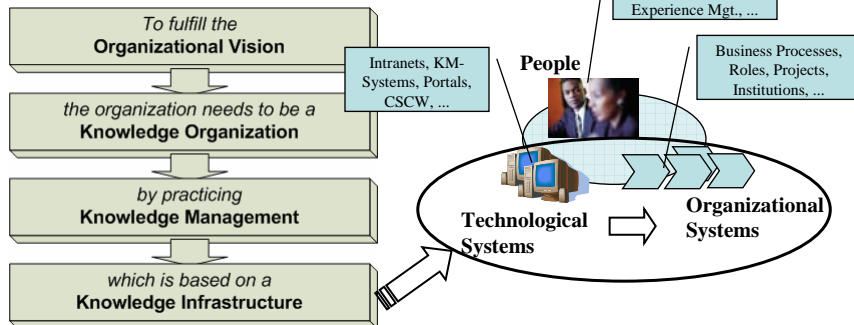 To fulfill the
Organizational Vision
the organization needs to be a
Knowledge Organization
by practicing
Knowledge Management
which is based on a
Knowledge Infrastructure
Experience Mgt., ...
Intranets, KM-
Systems, Portals,
CSCW, ...
People
Business Processes,
Roles, Projects,
Institutions, ...
Technological
Systems
Organizational
Systems